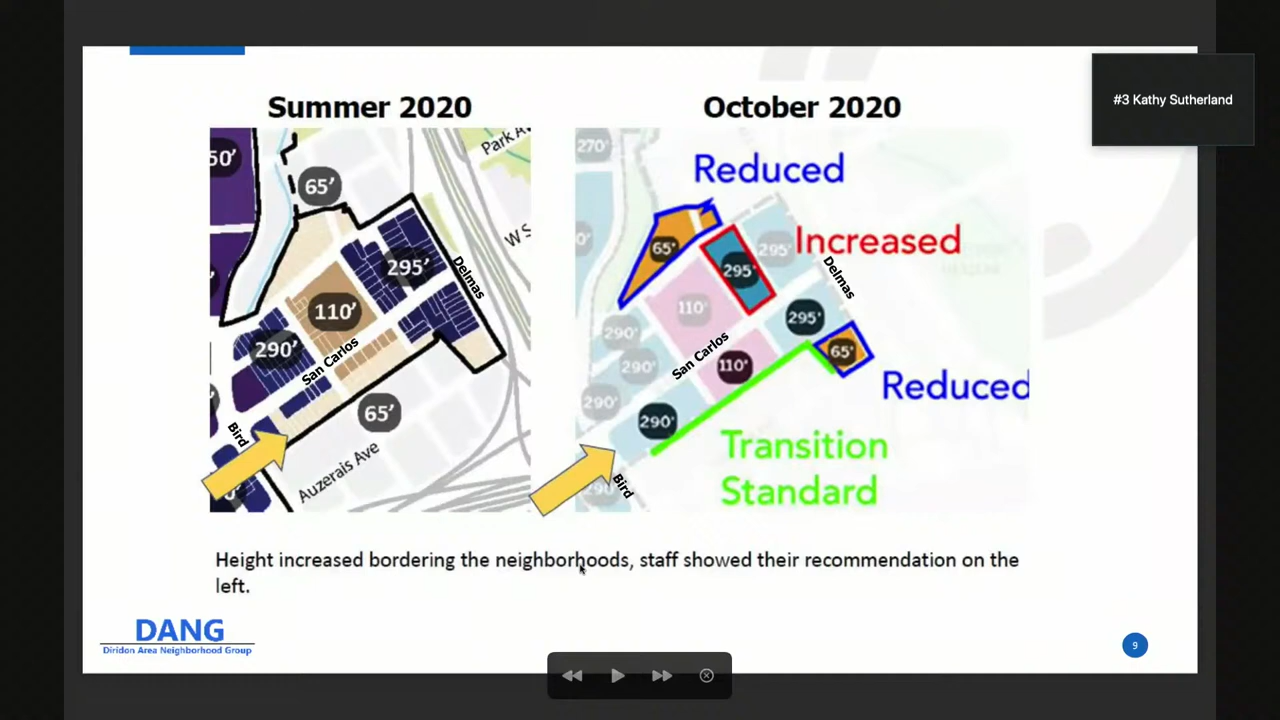 #3 Kathy Sutherland
Summer 2020
October 2020
50'
65'
Park A
W S
295'
Delmas
110'
290'
San Carlos
65'
Bird
Auzerais Ave
270'
Reduced
65'
Increased
295'
295'
Delmas
110'
295'
290'
San Carlos
65'
290'
110'
Reduced
290'
290'
Transition
Standard
Bird
290'
Height increased bordering the neighborhoods, staff showed their recommendation on the
left.
DANG
Diridon Area Neighborhood Group
9